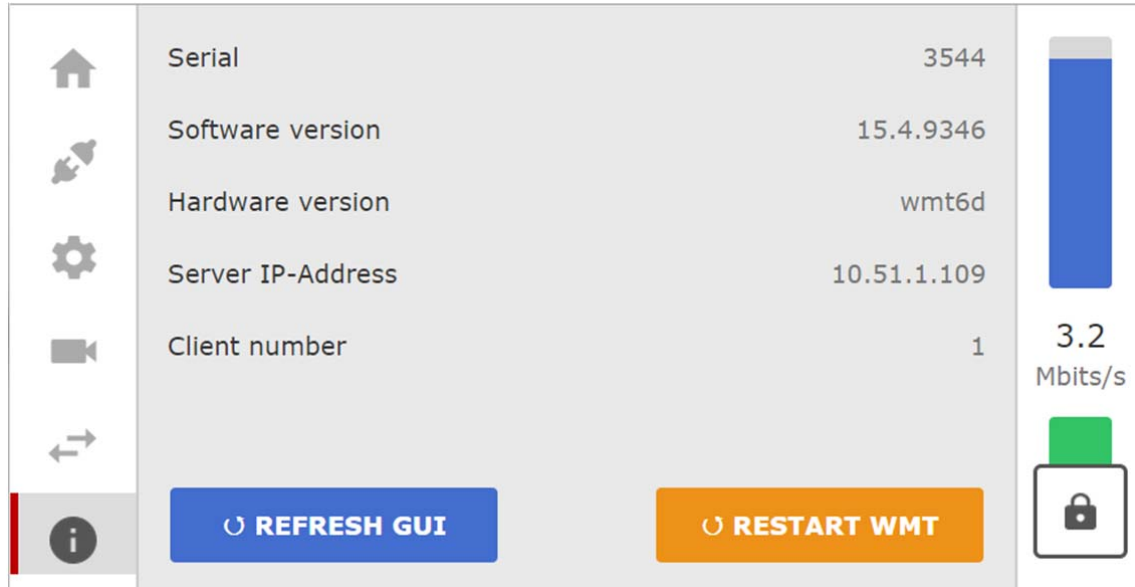 Serial 3544
Software version 15.4.9346
Hardware version wmt6d
Server IP-Address 10.51.1.109
Client number 1
3.2
Mbits/s
REFRESH GUI
RESTART WMT